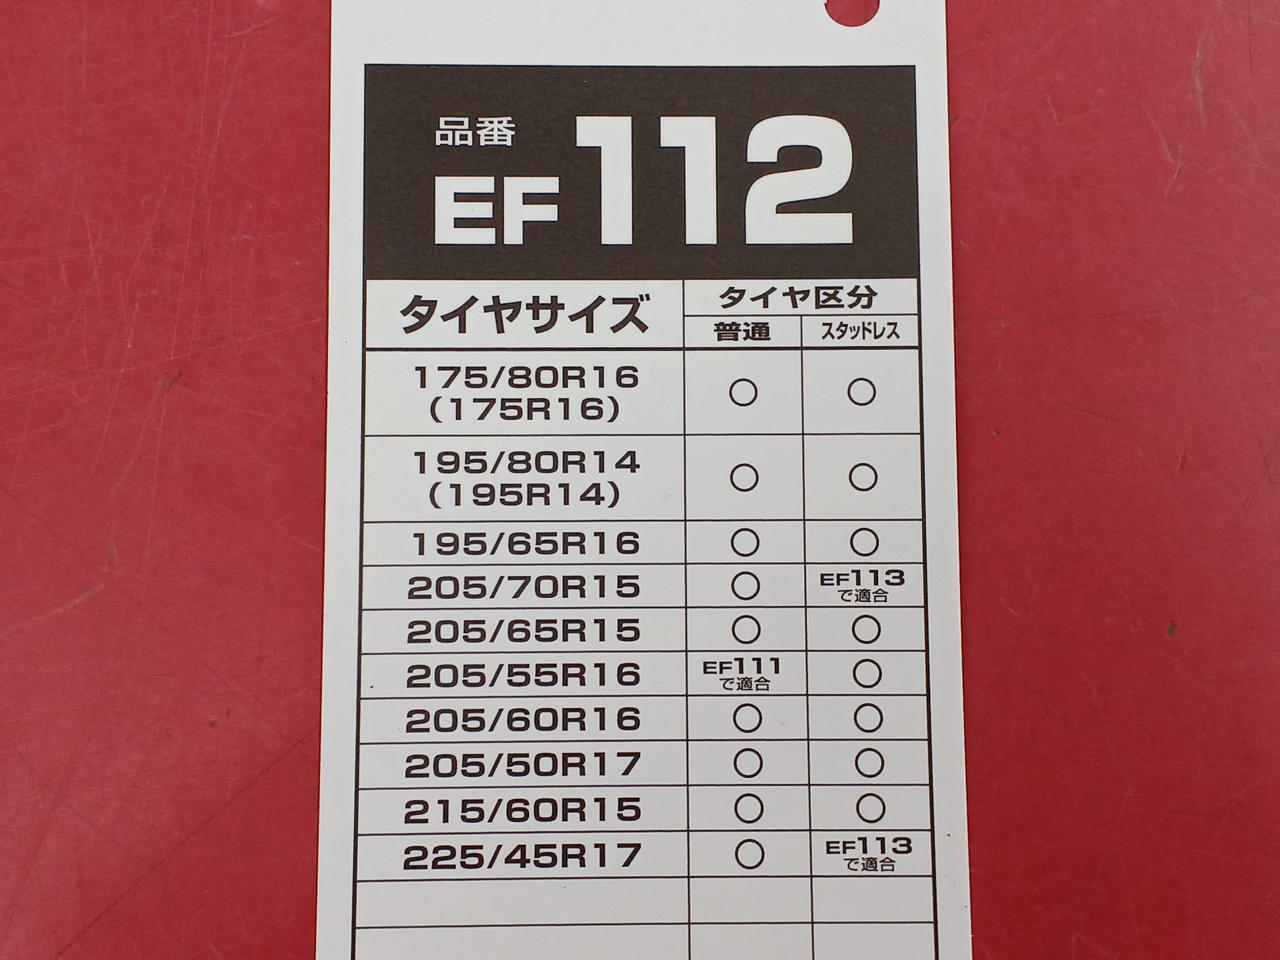 品番
EF112
タイヤサイズ
タイヤ区分
普通 スタッドレス
175/80R16
(175R16)
○ ○
195/80R14
(195R14)
○ ○
195/65R16 ○ ○
205/70R15 ○ EF113
で適合
205/65R15 ○ ○
205/55R16 EF111
で適合 ○
205/60R16 ○ ○
205/50R17 ○ ○
215/60R15 ○ ○
225/45R17 ○ EF113
で適合